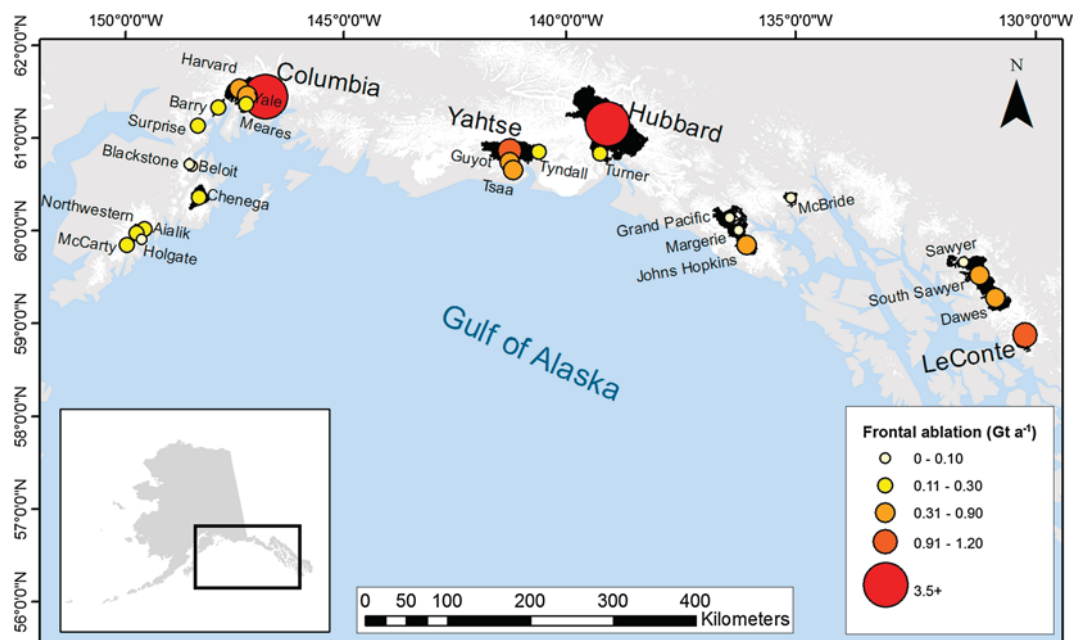 150°0'0"W
145°0'0"W
140°0'0"W
135°0'0"W
130°0'0"W
62°0'0"N
61°0'0"N
60°0'0"N
59°0'0"N
58°0'0"N
57°0'0"N
56°0'0"N
Harvard
Columbia
Yale
Barry
Meares
Surprise
Blackstone
Beloit
Chenega
Northwestern
Aialik
McCarty
Holgate
Yahtse
Guyot
Tyndall
Tsaa
Hubbard
Turner
Grand Pacific
McBride
Margerie
Johns Hopkins
Sawyer
South Sawyer
Dawes
LeConte
N
Gulf of Alaska
Frontal ablation (Gt a⁻¹)
0 - 0.10
0.11 - 0.30
0.31 - 0.90
0.91 - 1.20
3.5+
0 50 100 200 300 400
Kilometers